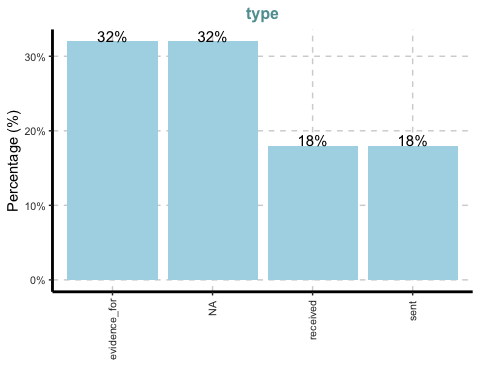 type
Percentage (%)
30%
20%
10%
0%
32%
32%
18%
18%
evidence_for
NA
received
sent